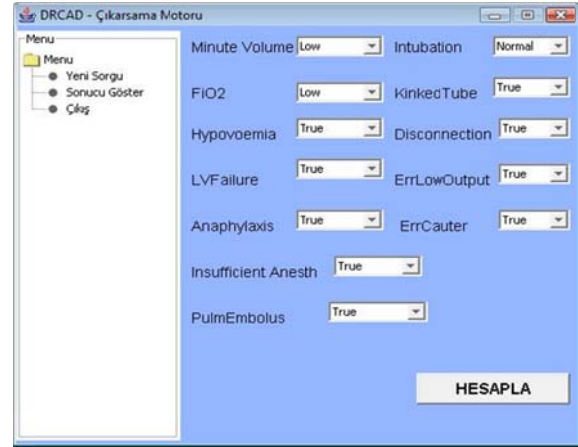 DRCAD - Çıkarsama Motoru
Menu
Menu
Yeni Sorgu
Sonucu Göster
Çıkış
Minute Volume Low Intubation Normal
FiO2 Low KinkedTube True
Hypovoemia True Disconnection True
LVFailure True ErrLowOutput True
Anaphylaxis True ErrCauter True
Insufficient Anesth True
PulmEmbolus True
HESAPLA